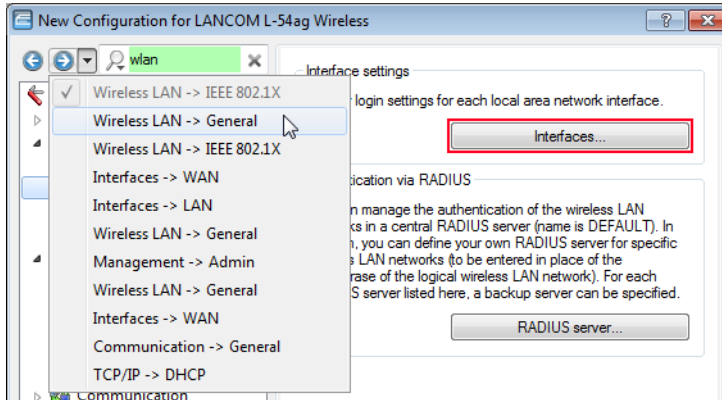 New Configuration for LANCOM L-54ag Wireless
wlan
Wireless LAN -> IEEE 802.1X
Wireless LAN -> General
Wireless LAN -> IEEE 802.1X
Interfaces -> WAN
Interfaces -> LAN
Wireless LAN -> General
Management -> Admin
Wireless LAN -> General
Interfaces -> WAN
Communication -> General
TCP/IP -> DHCP
Communication
Interface settings
login settings for each local area network interface.
Interfaces...
ication via RADIUS
n manage the authentication of the wireless LAN
ks in a central RADIUS server (name is DEFAULT). In
n, you can define your own RADIUS server for specific
s LAN networks (to be entered in place of the
rase of the logical wireless LAN network). For each
S server listed here, a backup server can be specified.
RADIUS server...